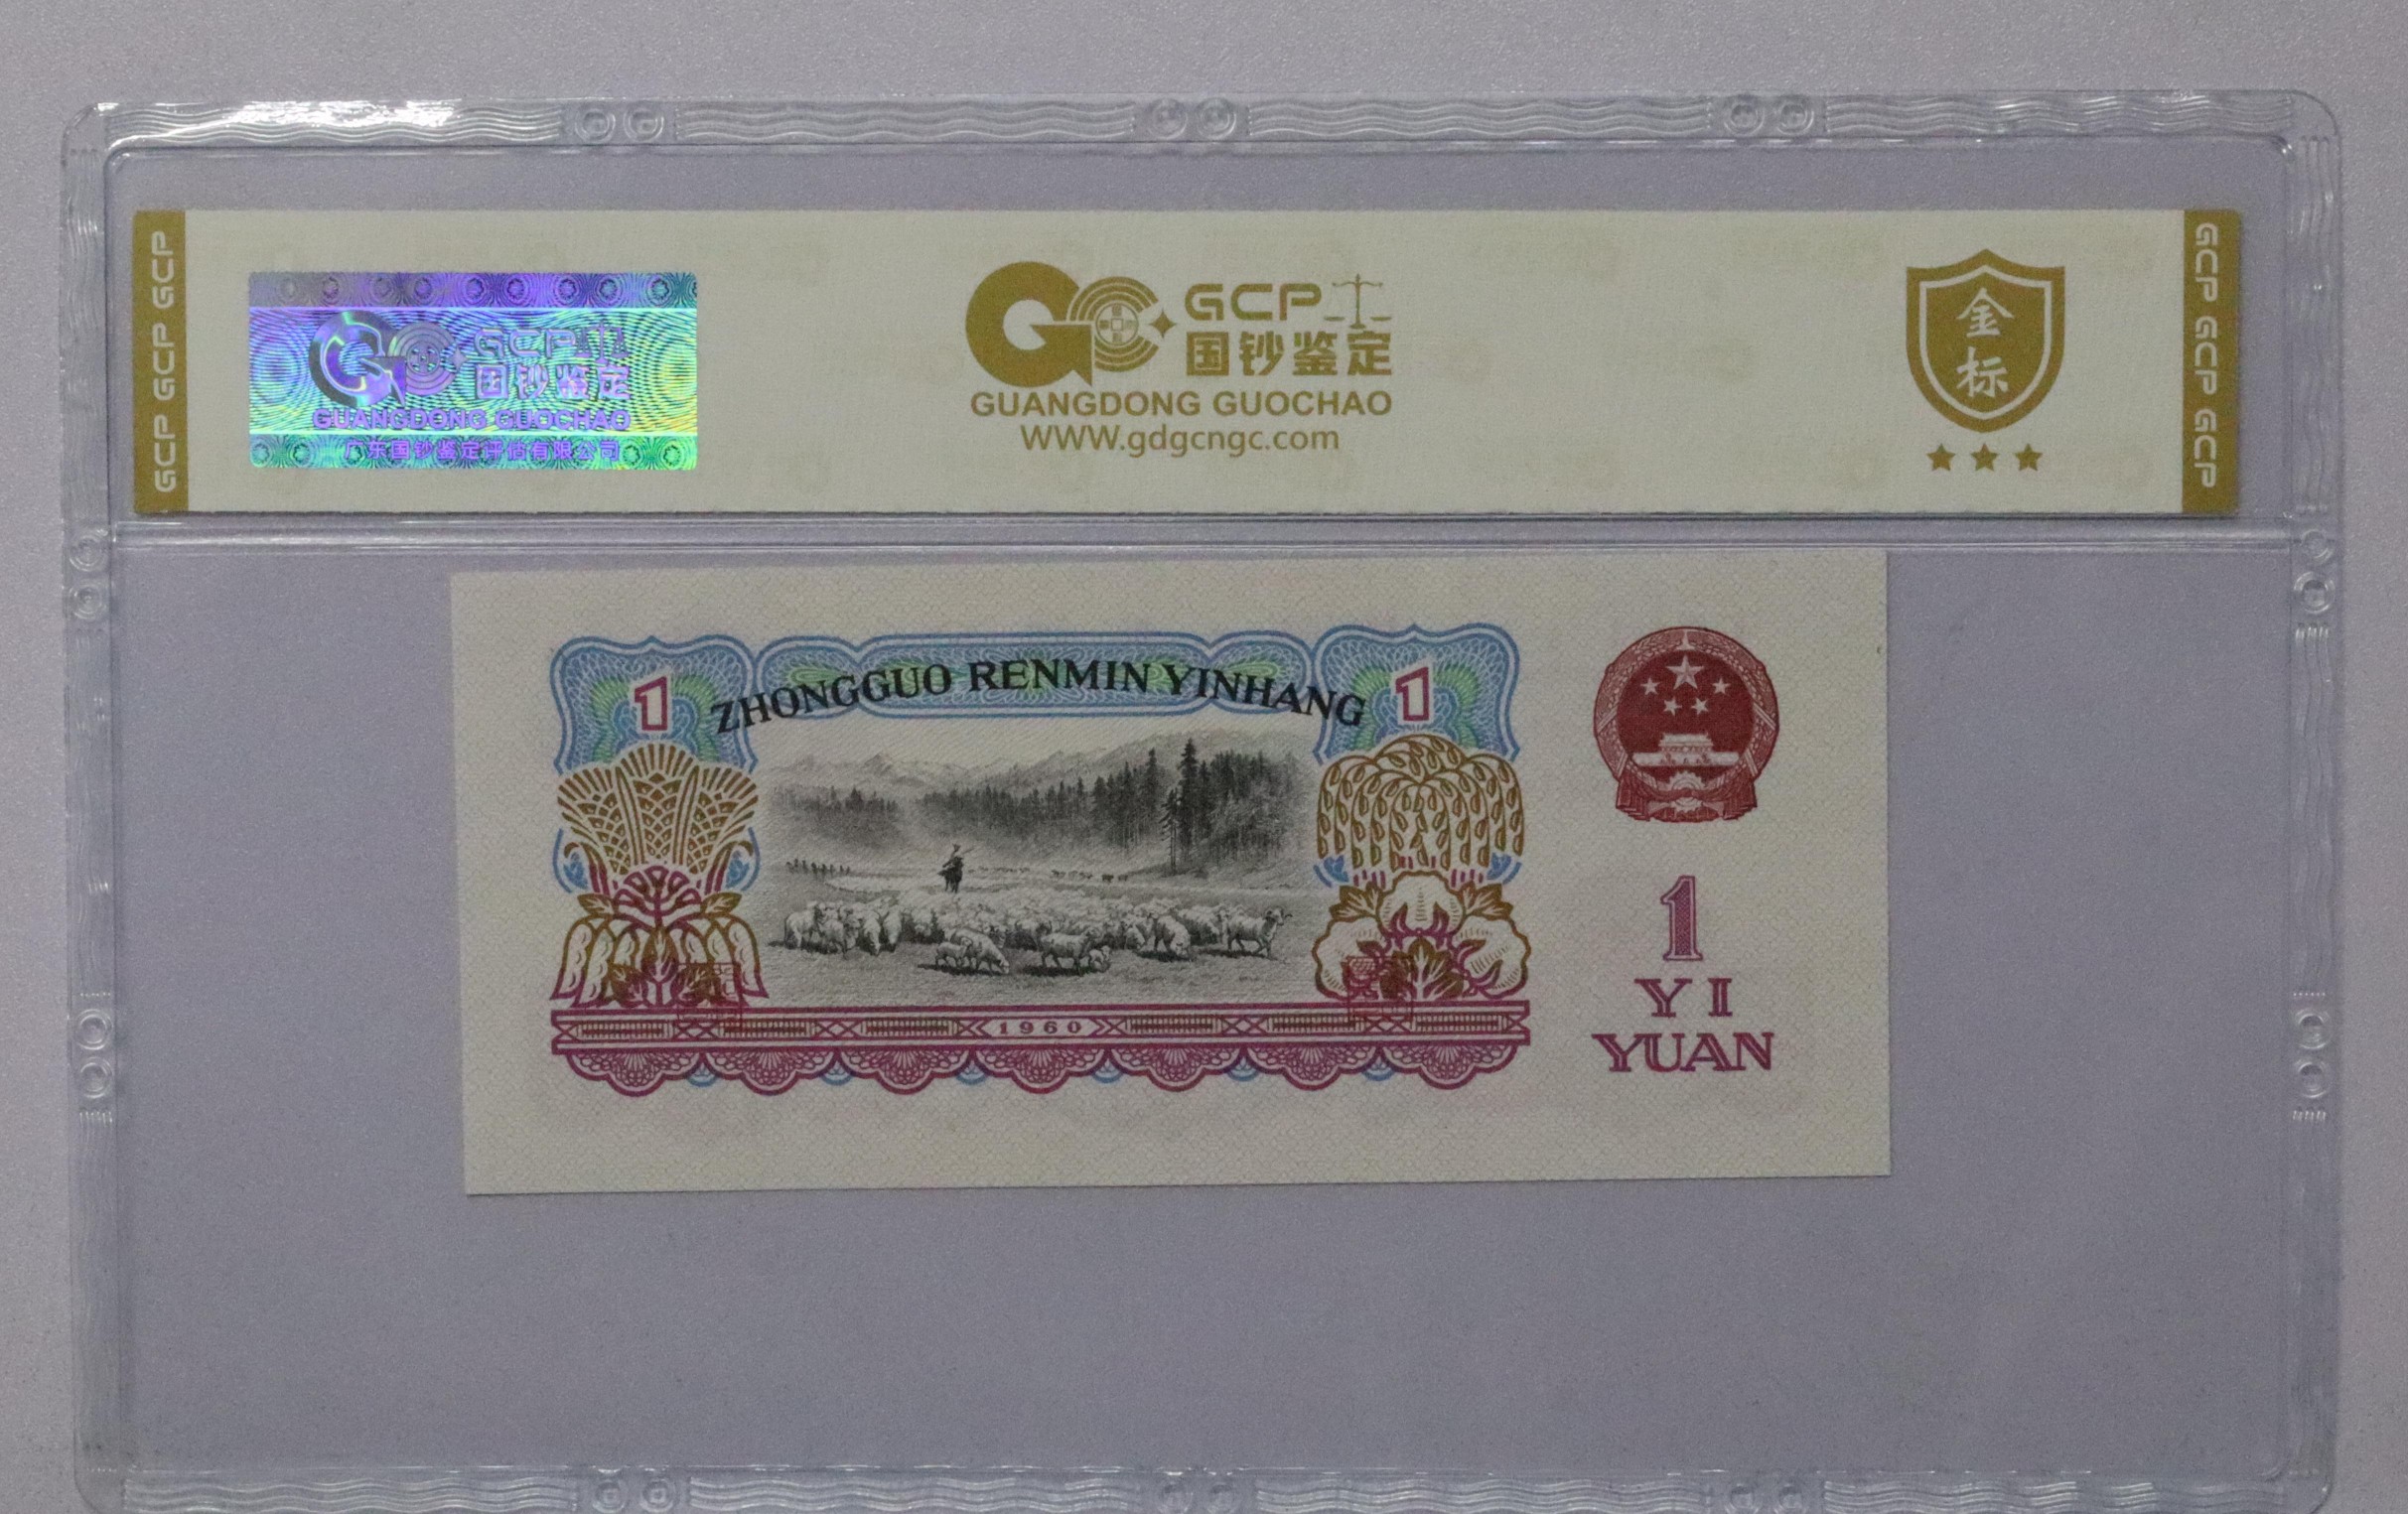 GCP GCP GCP
GCP
国钞鉴定
GUANGDONG GUOCHAO
广东国钞鉴定评估有限公司
GCP
国钞鉴定
GUANGDONG GUOCHAO
WWW.gdgcngc.com
金
标
GCP GCP GCP
1
ZHONGGUO RENMIN YINHANG
1
1960
1
YI
YUAN